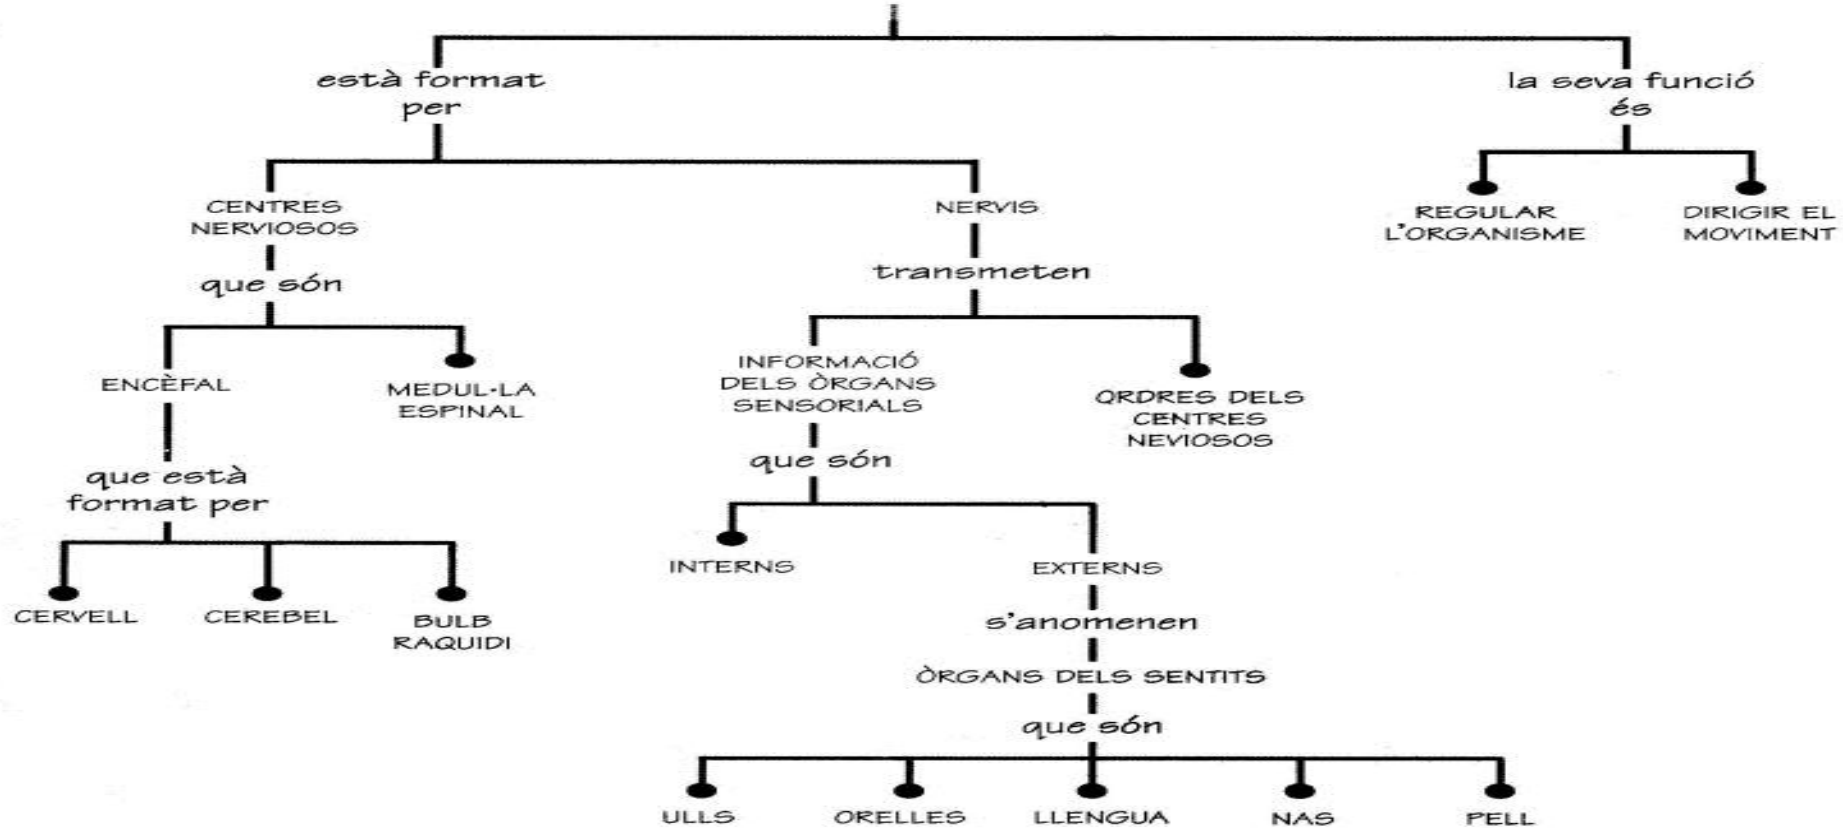 està format
per
la seva funció
és
CENTRES
NERVIOSOS
NERVIS
REGULAR
L'ORGANISME
DIRIGIR EL
MOVIMENT
que són
transmeten
ENCÈFAL
MEDUL·LA
ESPINAL
INFORMACIÓ
DELS ÒRGANS
SENSORIALS
ORDRES DELS
CENTRES
NEVIOSOS
que està
format per
que són
CERVELL
CEREBEL
BULB
RAQUIDI
INTERNS
EXTERNS
s'anomenen
ÒRGANS DELS SENTITS
que són
ULLS
ORELLES
LLENGUA
NAS
PELL